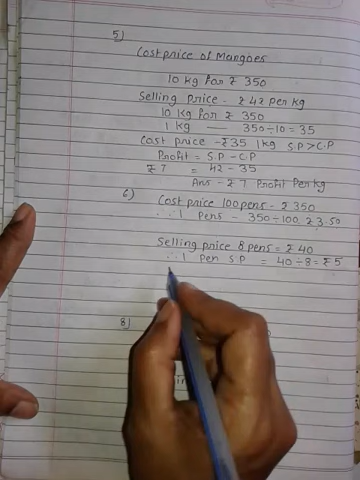 5)
Cost price of Mangoes
10 kg for ₹ 350
Selling price - ₹ 42 per kg
10 kg for ₹ 350
1 kg — 350÷10 = 35
Cost price - ₹35 1kg S.P > C.P
Profit = S.P - C.P
₹ 7 = 42 - 35
Ans - ₹ 7 Profit Per kg
6) Cost price 100 pens - ₹ 350
∴ 1 Pens - 350÷100 ₹ 3.50
Selling price 8 pens = ₹ 40
∴ 1 Pen S P = 40 ÷ 8 = ₹ 5
8)